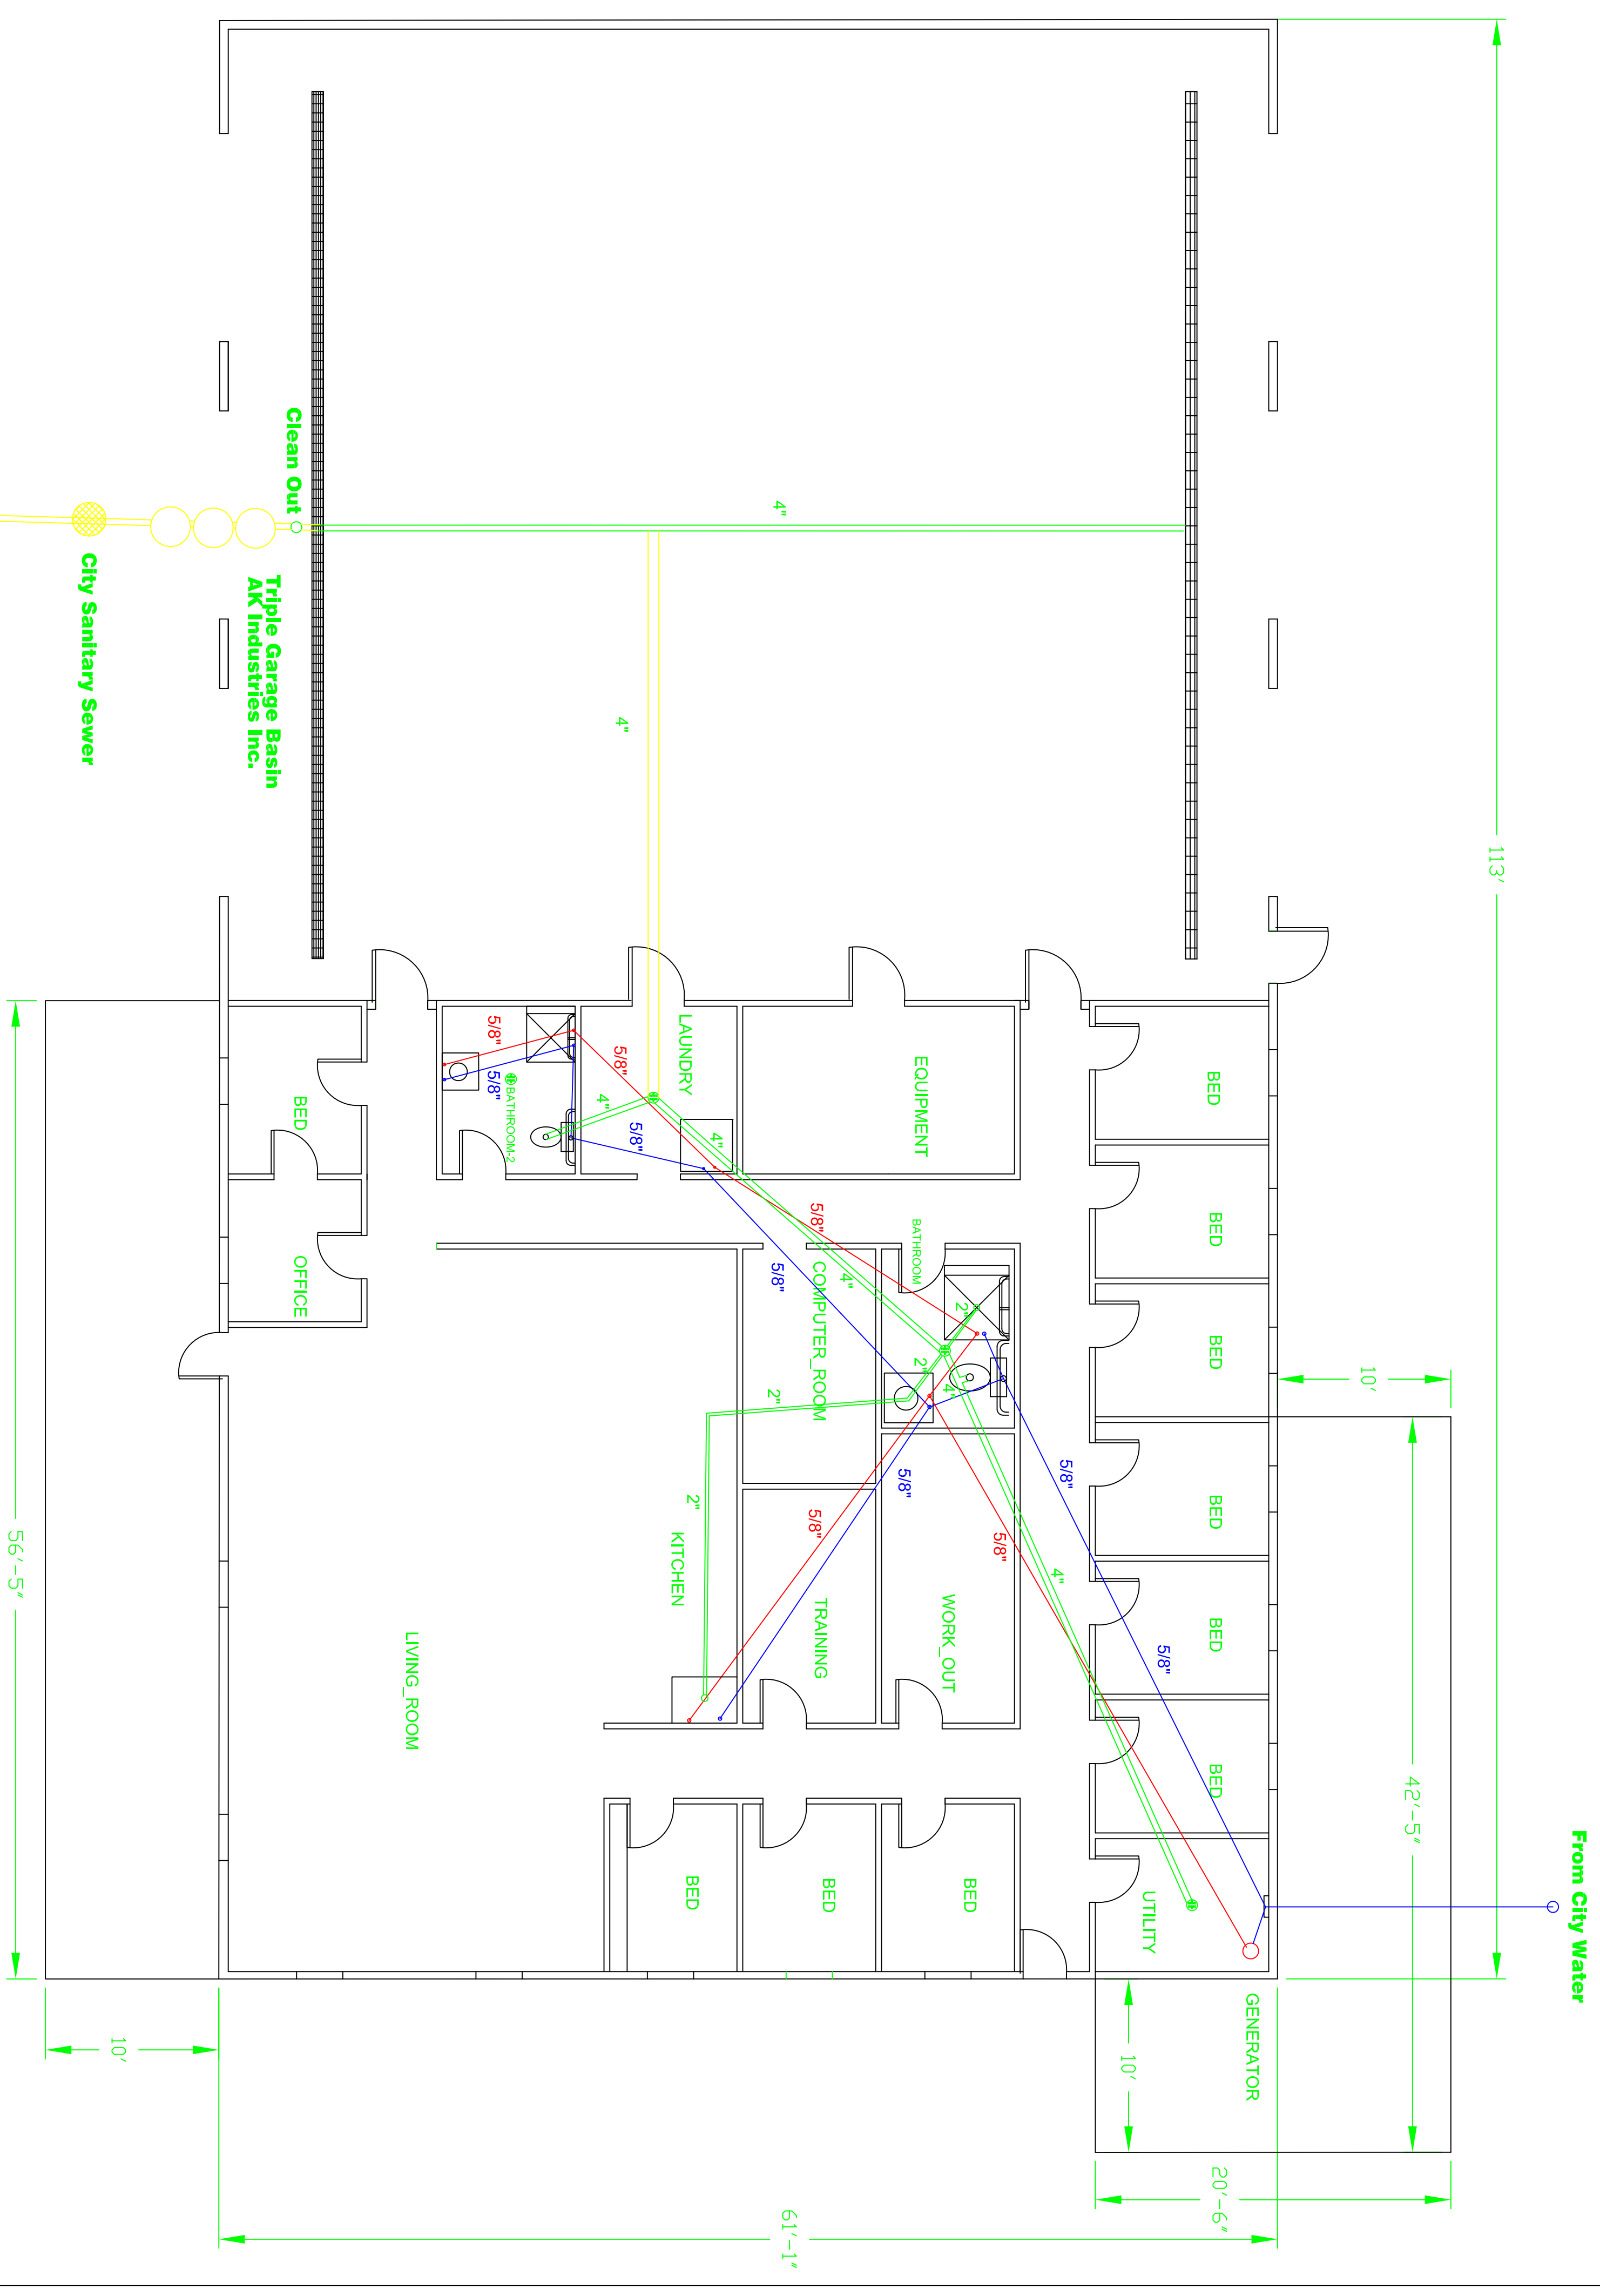 From City Water
113'
10'
42'-5"
20'-6"
GENERATOR
10'
61'-1"
10'
56'-5"
BED
BED
BED
BED
BED
BED
UTILITY
EQUIPMENT
BATHROOM
WORK_OUT
BED
BED
BED
COMPUTER_ROOM
TRAINING
LAUNDRY
KITCHEN
BATHROOM-2
LIVING_ROOM
BED
OFFICE
4"
4"
4"
4"
4"
4"
4"
2"
2"
2"
2"
5/8"
5/8"
5/8"
5/8"
5/8"
5/8"
5/8"
5/8"
5/8"
5/8"
5/8"
Clean Out
Triple Garage Basin
AK Industries Inc.
City Sanitary Sewer